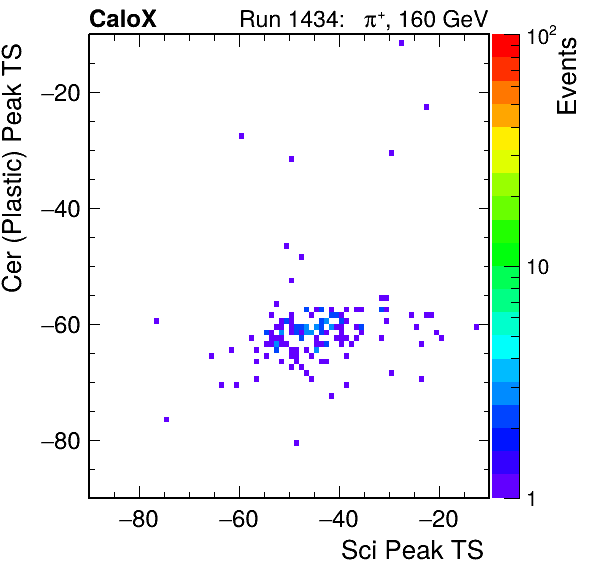 CaloX Run 1434: π⁺, 160 GeV
Cer (Plastic) Peak TS
−20
−40
−60
−80
−80 −60 −40 −20
Sci Peak TS
10²
10
1
Events